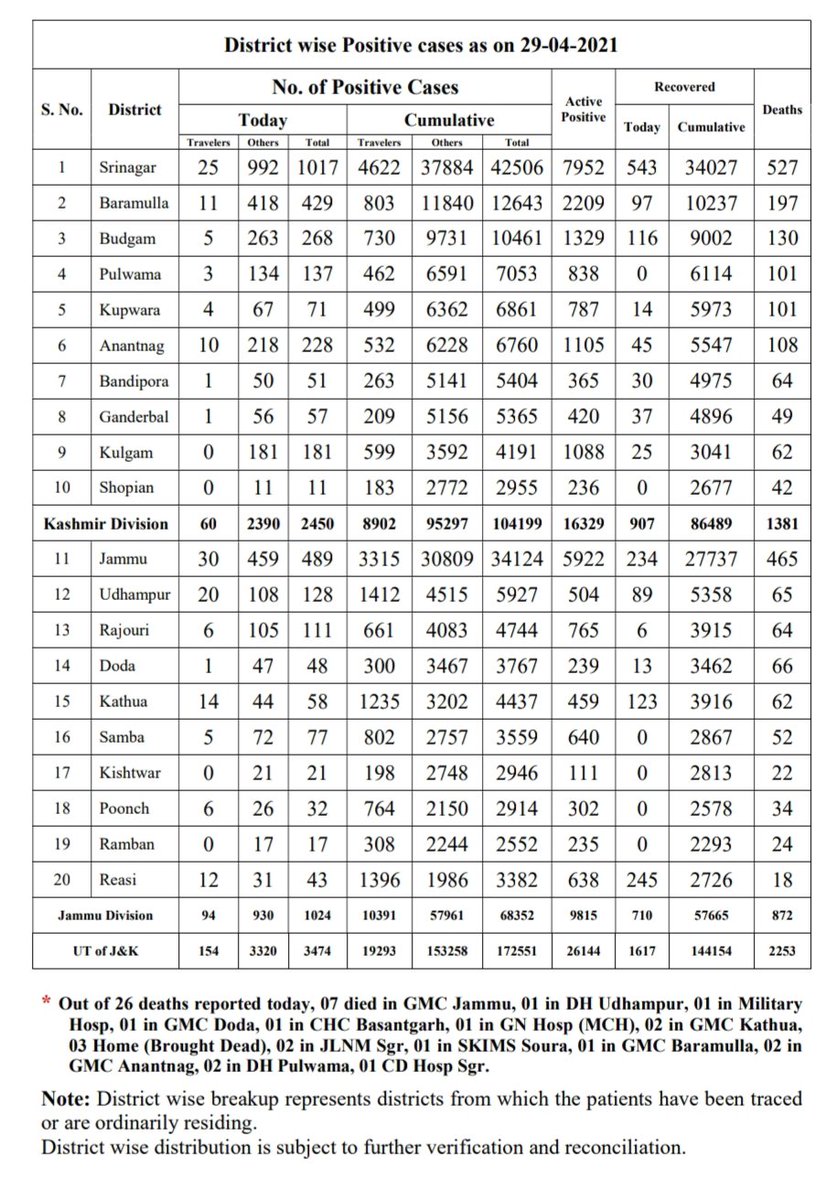 District wise Positive cases as on 29-04-2021
S. No. District No. of Positive Cases Active Positive Recovered Deaths
Today Cumulative Today Cumulative
Travelers Others Total Travelers Others Total
1 Srinagar 25 992 1017 4622 37884 42506 7952 543 34027 527
2 Baramulla 11 418 429 803 11840 12643 2209 97 10237 197
3 Budgam 5 263 268 730 9731 10461 1329 116 9002 130
4 Pulwama 3 134 137 462 6591 7053 838 0 6114 101
5 Kupwara 4 67 71 499 6362 6861 787 14 5973 101
6 Anantnag 10 218 228 532 6228 6760 1105 45 5547 108
7 Bandipora 1 50 51 263 5141 5404 365 30 4975 64
8 Ganderbal 1 56 57 209 5156 5365 420 37 4896 49
9 Kulgam 0 181 181 599 3592 4191 1088 25 3041 62
10 Shopian 0 11 11 183 2772 2955 236 0 2677 42
Kashmir Division 60 2390 2450 8902 95297 104199 16329 907 86489 1381
11 Jammu 30 459 489 3315 30809 34124 5922 234 27737 465
12 Udhampur 20 108 128 1412 4515 5927 504 89 5358 65
13 Rajouri 6 105 111 661 4083 4744 765 6 3915 64
14 Doda 1 47 48 300 3467 3767 239 13 3462 66
15 Kathua 14 44 58 1235 3202 4437 459 123 3916 62
16 Samba 5 72 77 802 2757 3559 640 0 2867 52
17 Kishtwar 0 21 21 198 2748 2946 111 0 2813 22
18 Poonch 6 26 32 764 2150 2914 302 0 2578 34
19 Ramban 0 17 17 308 2244 2552 235 0 2293 24
20 Reasi 12 31 43 1396 1986 3382 638 245 2726 18
Jammu Division 94 930 1024 10391 57961 68352 9815 710 57665 872
UT of J&K 154 3320 3474 19293 153258 172551 26144 1617 144154 2253
* Out of 26 deaths reported today, 07 died in GMC Jammu, 01 in DH Udhampur, 01 in Military
Hosp, 01 in GMC Doda, 01 in CHC Basantgarh, 01 in GN Hosp (MCH), 02 in GMC Kathua,
03 Home (Brought Dead), 02 in JLNM Sgr, 01 in SKIMS Soura, 01 in GMC Baramulla, 02 in
GMC Anantnag, 02 in DH Pulwama, 01 CD Hosp Sgr.
Note: District wise breakup represents districts from which the patients have been traced
or are ordinarily residing.
District wise distribution is subject to further verification and reconciliation.